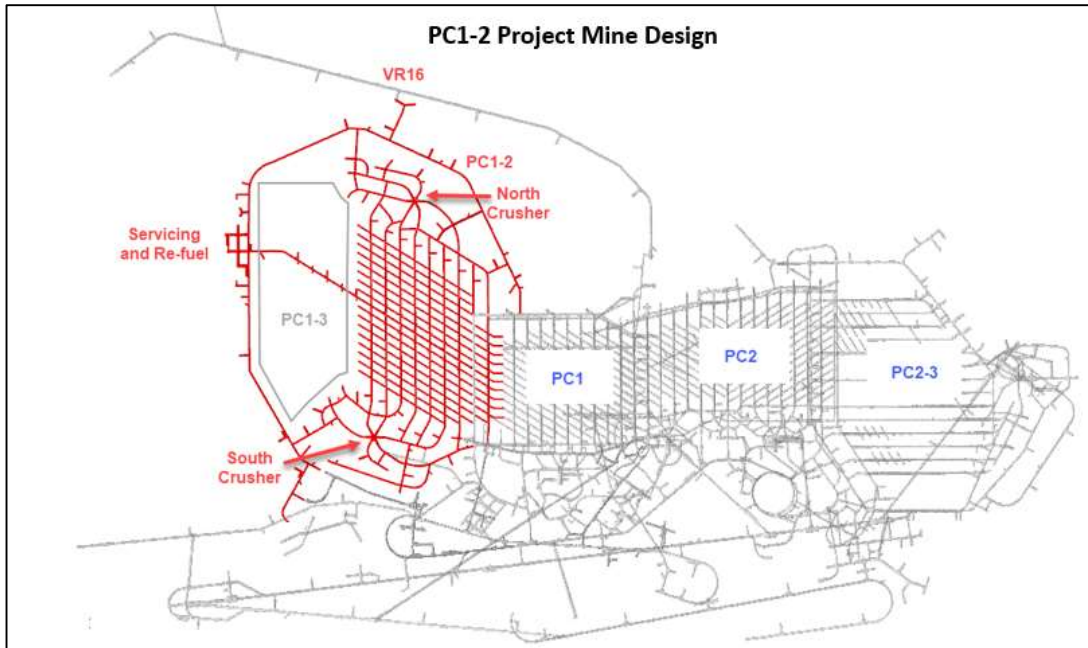 PC1-2 Project Mine Design
VR16
PC1-2
North
Crusher
Servicing
and Re-fuel
PC1-3
PC1
PC2
PC2-3
South
Crusher